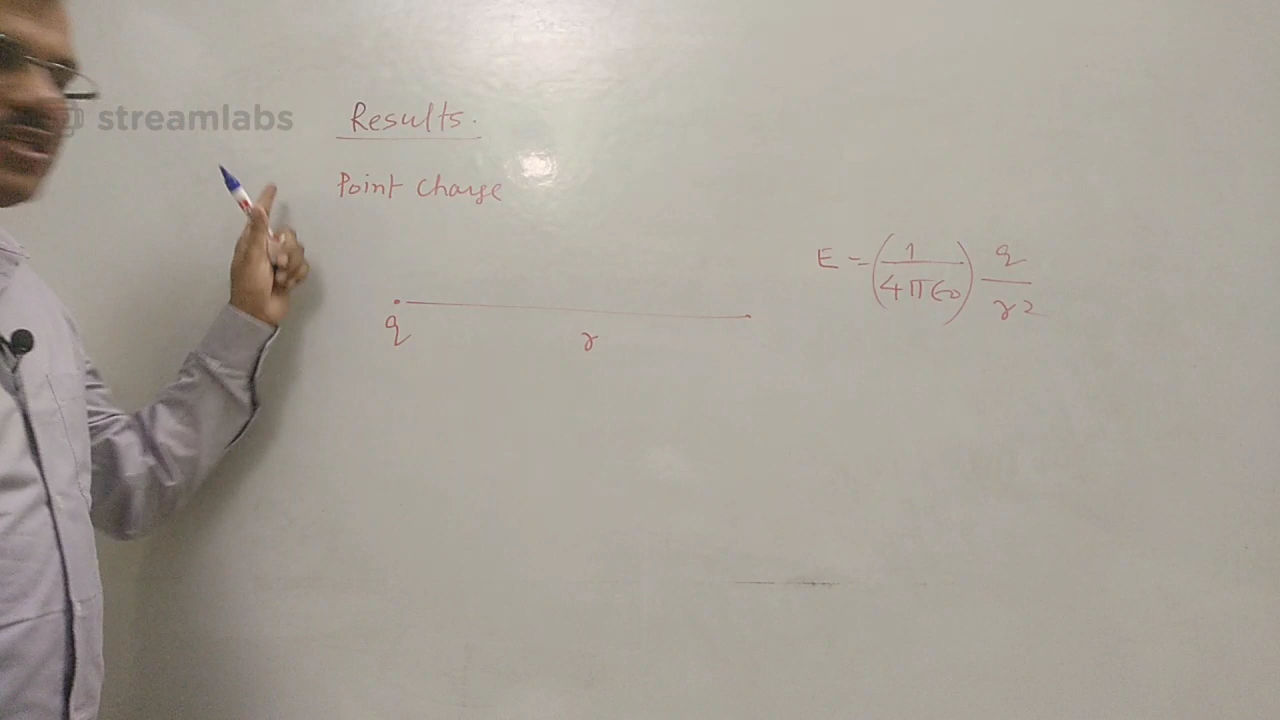 streamlabs
Results.
Point Charge
E = (1/4πϵ0) q/r2
q
r